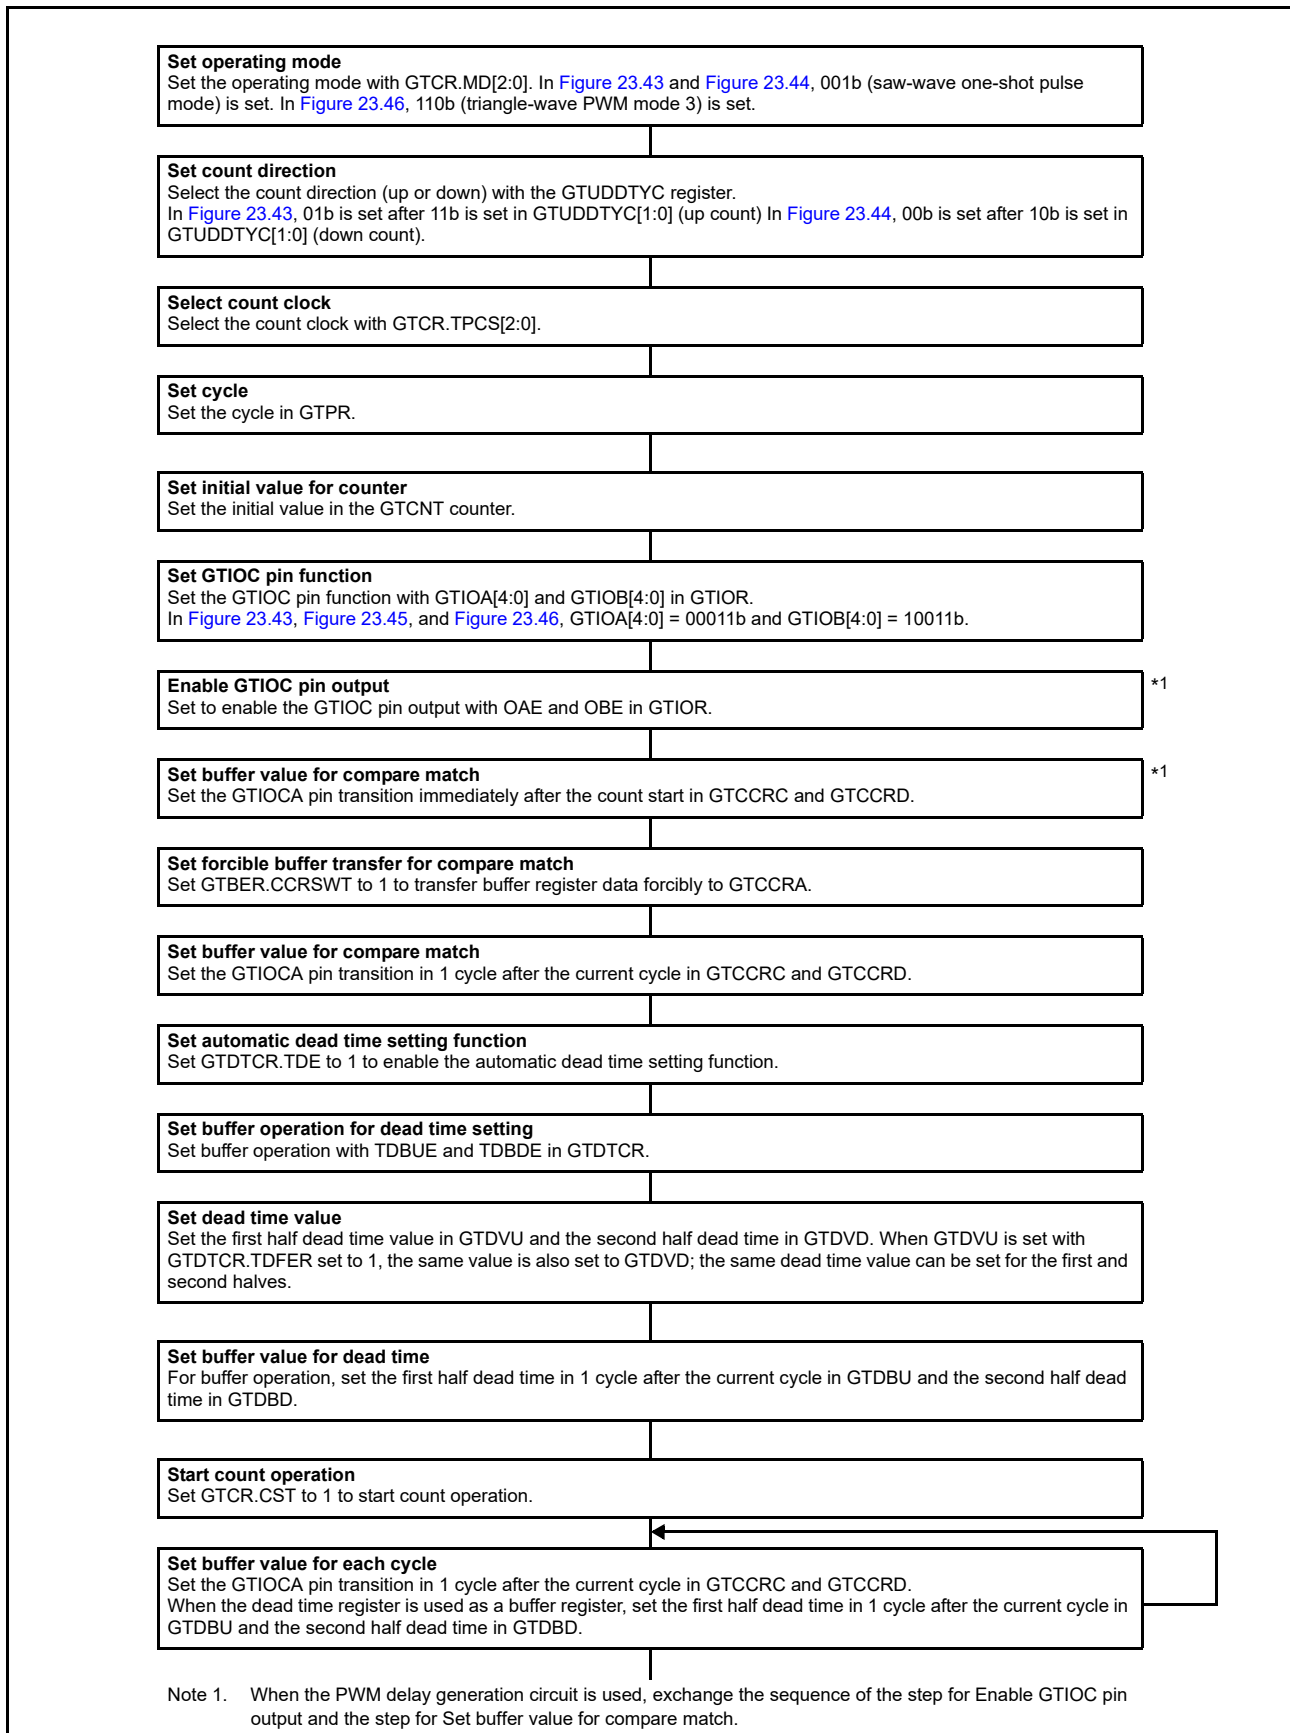 Set operating mode
Set the operating mode with GTCR.MD[2:0]. In Figure 23.43 and Figure 23.44, 001b (saw-wave one-shot pulse
mode) is set. In Figure 23.46, 110b (triangle-wave PWM mode 3) is set.
Set count direction
Select the count direction (up or down) with the GTUDDTYC register.
In Figure 23.43, 01b is set after 11b is set in GTUDDTYC[1:0] (up count) In Figure 23.44, 00b is set after 10b is set in
GTUDDTYC[1:0] (down count).
Select count clock
Select the count clock with GTCR.TPCS[2:0].
Set cycle
Set the cycle in GTPR.
Set initial value for counter
Set the initial value in the GTCNT counter.
Set GTIOC pin function
Set the GTIOC pin function with GTIOA[4:0] and GTIOB[4:0] in GTIOR.
In Figure 23.43, Figure 23.45, and Figure 23.46, GTIOA[4:0] = 00011b and GTIOB[4:0] = 10011b.
Enable GTIOC pin output *1
Set to enable the GTIOC pin output with OAE and OBE in GTIOR.
Set buffer value for compare match *1
Set the GTIOCA pin transition immediately after the count start in GTCCRC and GTCCRD.
Set forcible buffer transfer for compare match
Set GTBER.CCRSWT to 1 to transfer buffer register data forcibly to GTCCRA.
Set buffer value for compare match
Set the GTIOCA pin transition in 1 cycle after the current cycle in GTCCRC and GTCCRD.
Set automatic dead time setting function
Set GTDTCR.TDE to 1 to enable the automatic dead time setting function.
Set buffer operation for dead time setting
Set buffer operation with TDBUE and TDBDE in GTDTCR.
Set dead time value
Set the first half dead time value in GTDVU and the second half dead time in GTDVD. When GTDVU is set with
GTDTCR.TDFER set to 1, the same value is also set to GTDVD; the same dead time value can be set for the first and
second halves.
Set buffer value for dead time
For buffer operation, set the first half dead time in 1 cycle after the current cycle in GTDBU and the second half dead
time in GTDBD.
Start count operation
Set GTCR.CST to 1 to start count operation.
Set buffer value for each cycle
Set the GTIOCA pin transition in 1 cycle after the current cycle in GTCCRC and GTCCRD.
When the dead time register is used as a buffer register, set the first half dead time in 1 cycle after the current cycle in
GTDBU and the second half dead time in GTDBD.
Note 1. When the PWM delay generation circuit is used, exchange the sequence of the step for Enable GTIOC pin
output and the step for Set buffer value for compare match.